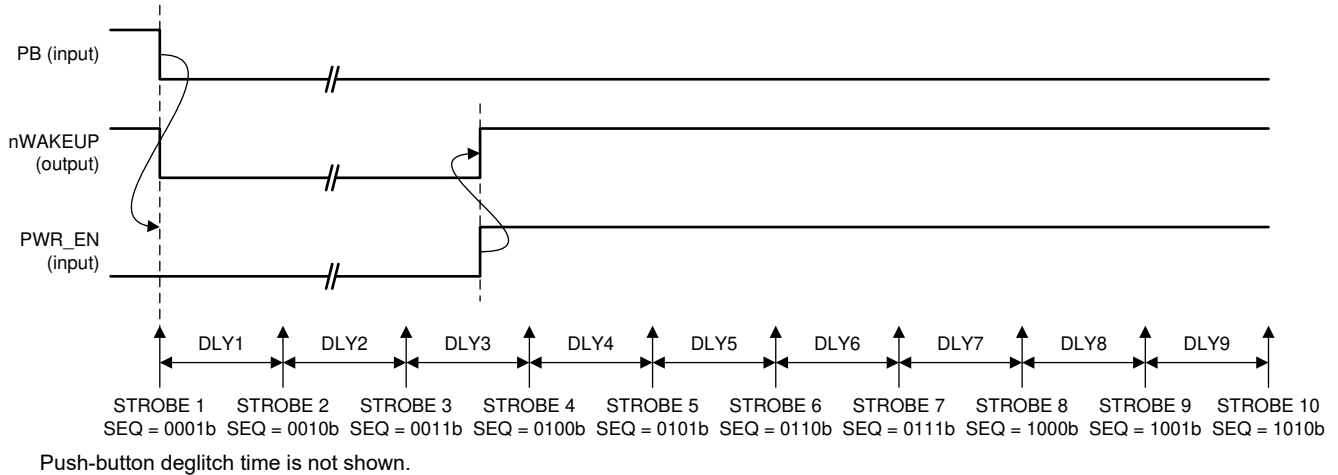 PB (input)
nWAKEUP
(output)
PWR_EN
(input)
DLY1 DLY2 DLY3 DLY4 DLY5 DLY6 DLY7 DLY8 DLY9
STROBE 1 STROBE 2 STROBE 3 STROBE 4 STROBE 5 STROBE 6 STROBE 7 STROBE 8 STROBE 9 STROBE 10
SEQ = 0001b SEQ = 0010b SEQ = 0011b SEQ = 0100b SEQ = 0101b SEQ = 0110b SEQ = 0111b SEQ = 1000b SEQ = 1001b SEQ = 1010b
Push-button deglitch time is not shown.